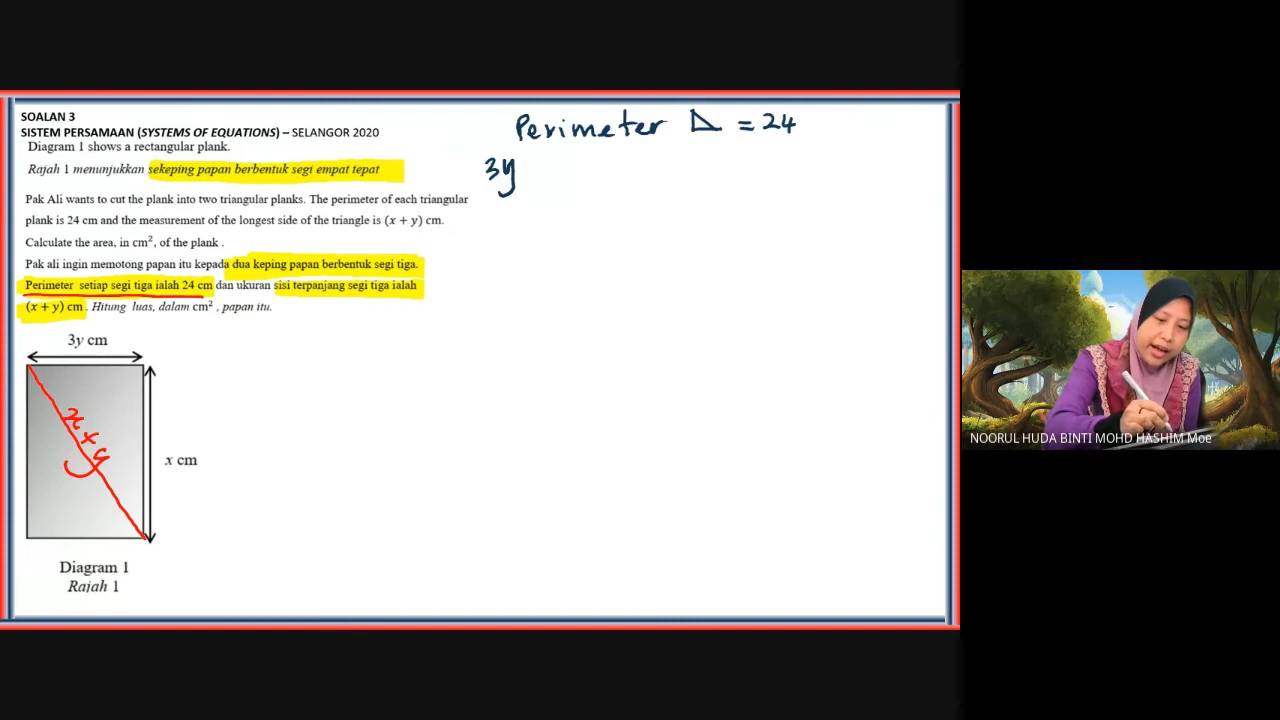 SOALAN 3
SISTEM PERSAMAAN (SYSTEMS OF EQUATIONS) – SELANGOR 2020
Diagram 1 shows a rectangular plank.
Rajah 1 menunjukkan sekeping papan berbentuk segi empat tepat
Pak Ali wants to cut the plank into two triangular planks. The perimeter of each triangular
plank is 24 cm and the measurement of the longest side of the triangle is (x + y) cm.
Calculate the area, in cm², of the plank .
Pak ali ingin memotong papan itu kepada dua keping papan berbentuk segi tiga.
Perimeter setiap segi tiga ialah 24 cm dan ukuran sisi terpanjang segi tiga ialah
(x + y) cm . Hitung luas, dalam cm² , papan itu.
3y cm
x+y
x cm
Diagram 1
Rajah 1
Perimeter = 24
3y
NOORUL HUDA BINTI MOHD HASHIM Moe